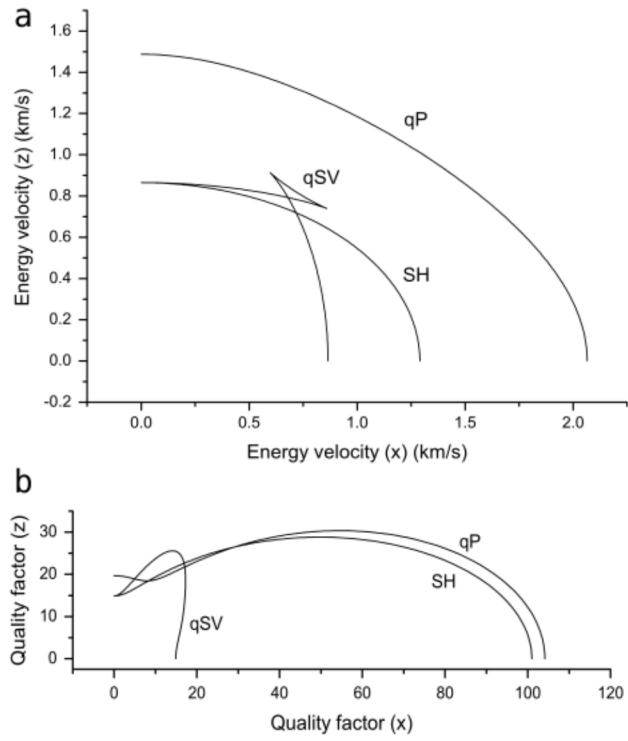 a
1.6
1.4
1.2
1.0
0.8
0.6
0.4
0.2
0.0
-0.2
Energy velocity (z) (km/s)
qP
qSV
SH
0.0 0.5 1.0 1.5 2.0
Energy velocity (x) (km/s)
b
30
20
10
0
Quality factor (z)
qP
SH
qSV
0 20 40 60 80 100 120
Quality factor (x)